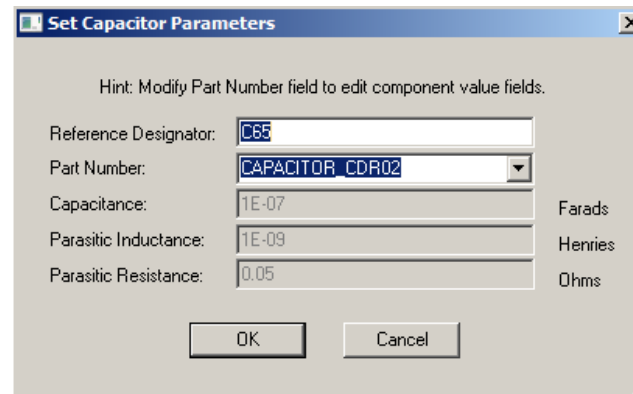 Set Capacitor Parameters
Hint: Modify Part Number field to edit component value fields.
Reference Designator: C65
Part Number: CAPACITOR_CDR02
Capacitance: 1E-07 Farads
Parasitic Inductance: 1E-09 Henries
Parasitic Resistance: 0.05 Ohms
OK Cancel